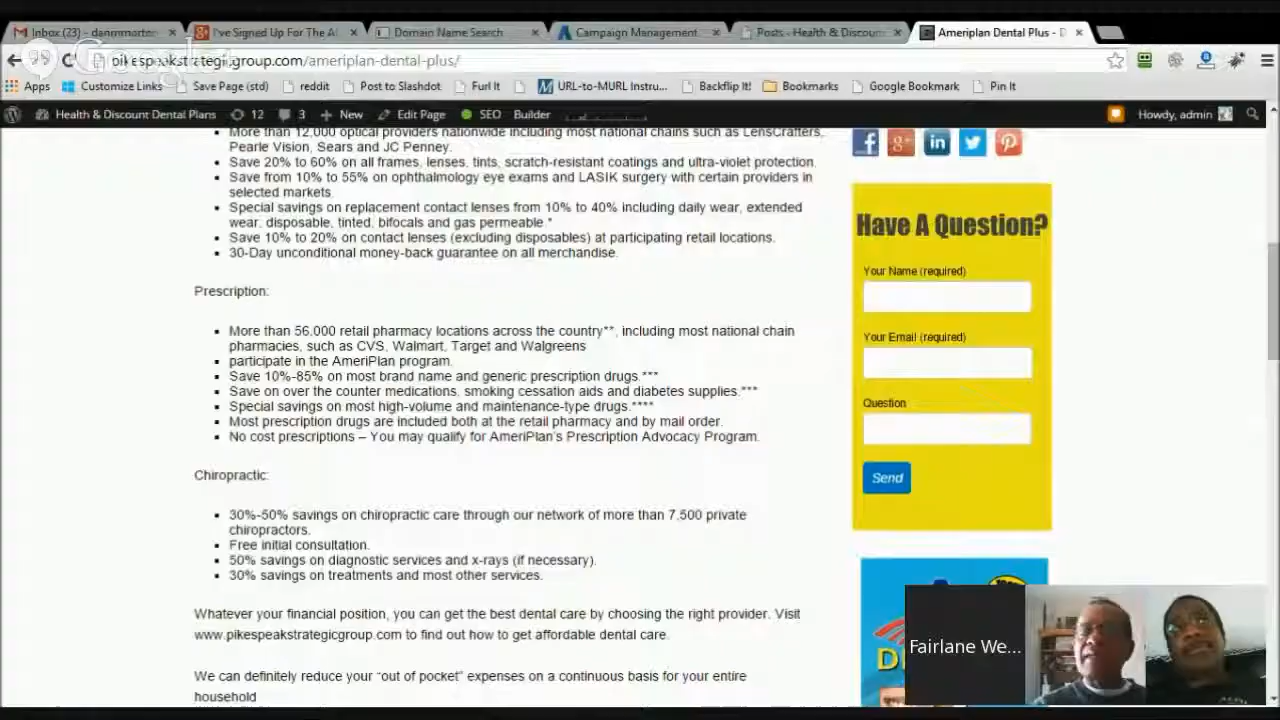 Inbox (23) - danmmorter
I've Signed Up For The Al
Domain Name Search
Campaign Management
Posts - Health & Discoun
Ameriplan Dental Plus - D
pikespeakstrategicgroup.com/ameriplan-dental-plus/
Apps
Customize Links
Save Page (std)
reddit
Post to Slashdot
Furl It
URL-to-MURL Instru...
Backflip It!
Bookmarks
Google Bookmark
Pin It
Health & Discount Dental Plans
12
3
New
Edit Page
SEO
Builder
Howdy, admin
More than 12,000 optical providers nationwide including most national chains such as LensCrafters,
Pearle Vision, Sears and JC Penney.
Save 20% to 60% on all frames, lenses, tints, scratch-resistant coatings and ultra-violet protection.
Save from 10% to 55% on ophthalmology eye exams and LASIK surgery with certain providers in
selected markets.
Special savings on replacement contact lenses from 10% to 40% including daily wear, extended
wear, disposable, tinted, bifocals and gas permeable.*
Save 10% to 20% on contact lenses (excluding disposables) at participating retail locations.
30-Day unconditional money-back guarantee on all merchandise.
Prescription:
More than 56,000 retail pharmacy locations across the country**, including most national chain
pharmacies, such as CVS, Walmart, Target and Walgreens
participate in the AmeriPlan program.
Save 10%-85% on most brand name and generic prescription drugs.***
Save on over the counter medications, smoking cessation aids and diabetes supplies.***
Special savings on most high-volume and maintenance-type drugs.****
Most prescription drugs are included both at the retail pharmacy and by mail order.
No cost prescriptions – You may qualify for AmeriPlan's Prescription Advocacy Program.
Chiropractic:
30%-50% savings on chiropractic care through our network of more than 7,500 private
chiropractors.
Free initial consultation.
50% savings on diagnostic services and x-rays (if necessary).
30% savings on treatments and most other services.
Whatever your financial position, you can get the best dental care by choosing the right provider. Visit
www.pikespeakstrategicgroup.com to find out how to get affordable dental care.
We can definitely reduce your "out of pocket" expenses on a continuous basis for your entire
household
Have A Question?
Your Name (required)
Your Email (required)
Question
Send
Fairlane We...